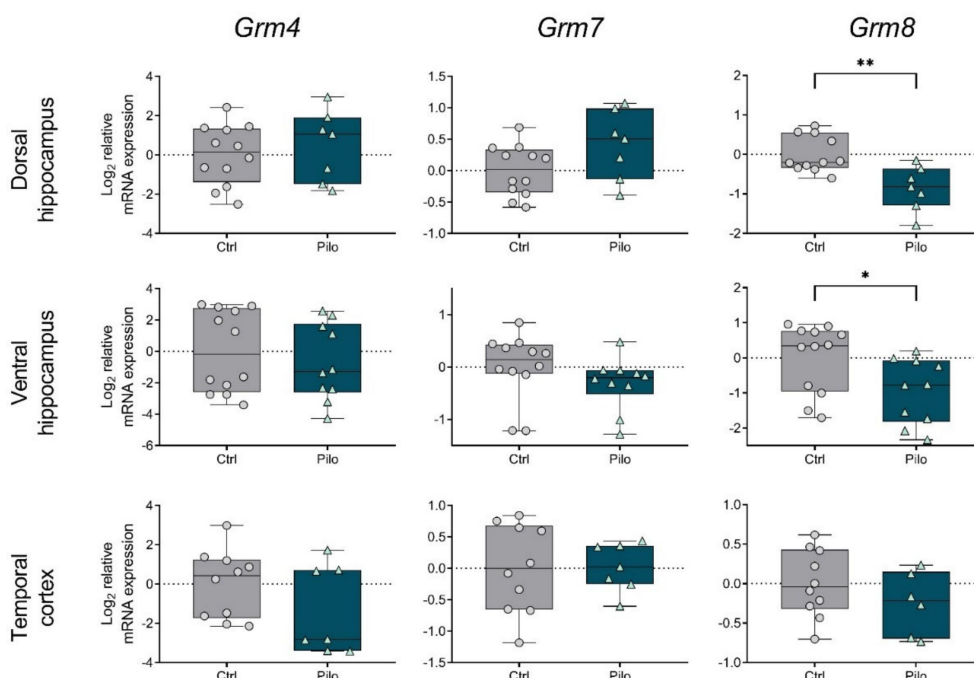 Grm4 Grm7 Grm8
Dorsal
hippocampus
Log2 relative
mRNA expression
4
2
0
-2
-4
Ctrl Pilo
1.5
1.0
0.5
0.0
-0.5
-1.0
Ctrl Pilo
**
2
1
0
-1
-2
Ctrl Pilo
Ventral
hippocampus
Log2 relative
mRNA expression
4
2
0
-2
-4
-6
Ctrl Pilo
1
0
-1
Ctrl Pilo
*
2
1
0
-1
-2
Ctrl Pilo
Temporal
cortex
Log2 relative
mRNA expression
4
2
0
-2
-4
Ctrl Pilo
1.0
0.5
0.0
-0.5
-1.0
-1.5
Ctrl Pilo
1.0
0.5
0.0
-0.5
-1.0
Ctrl Pilo